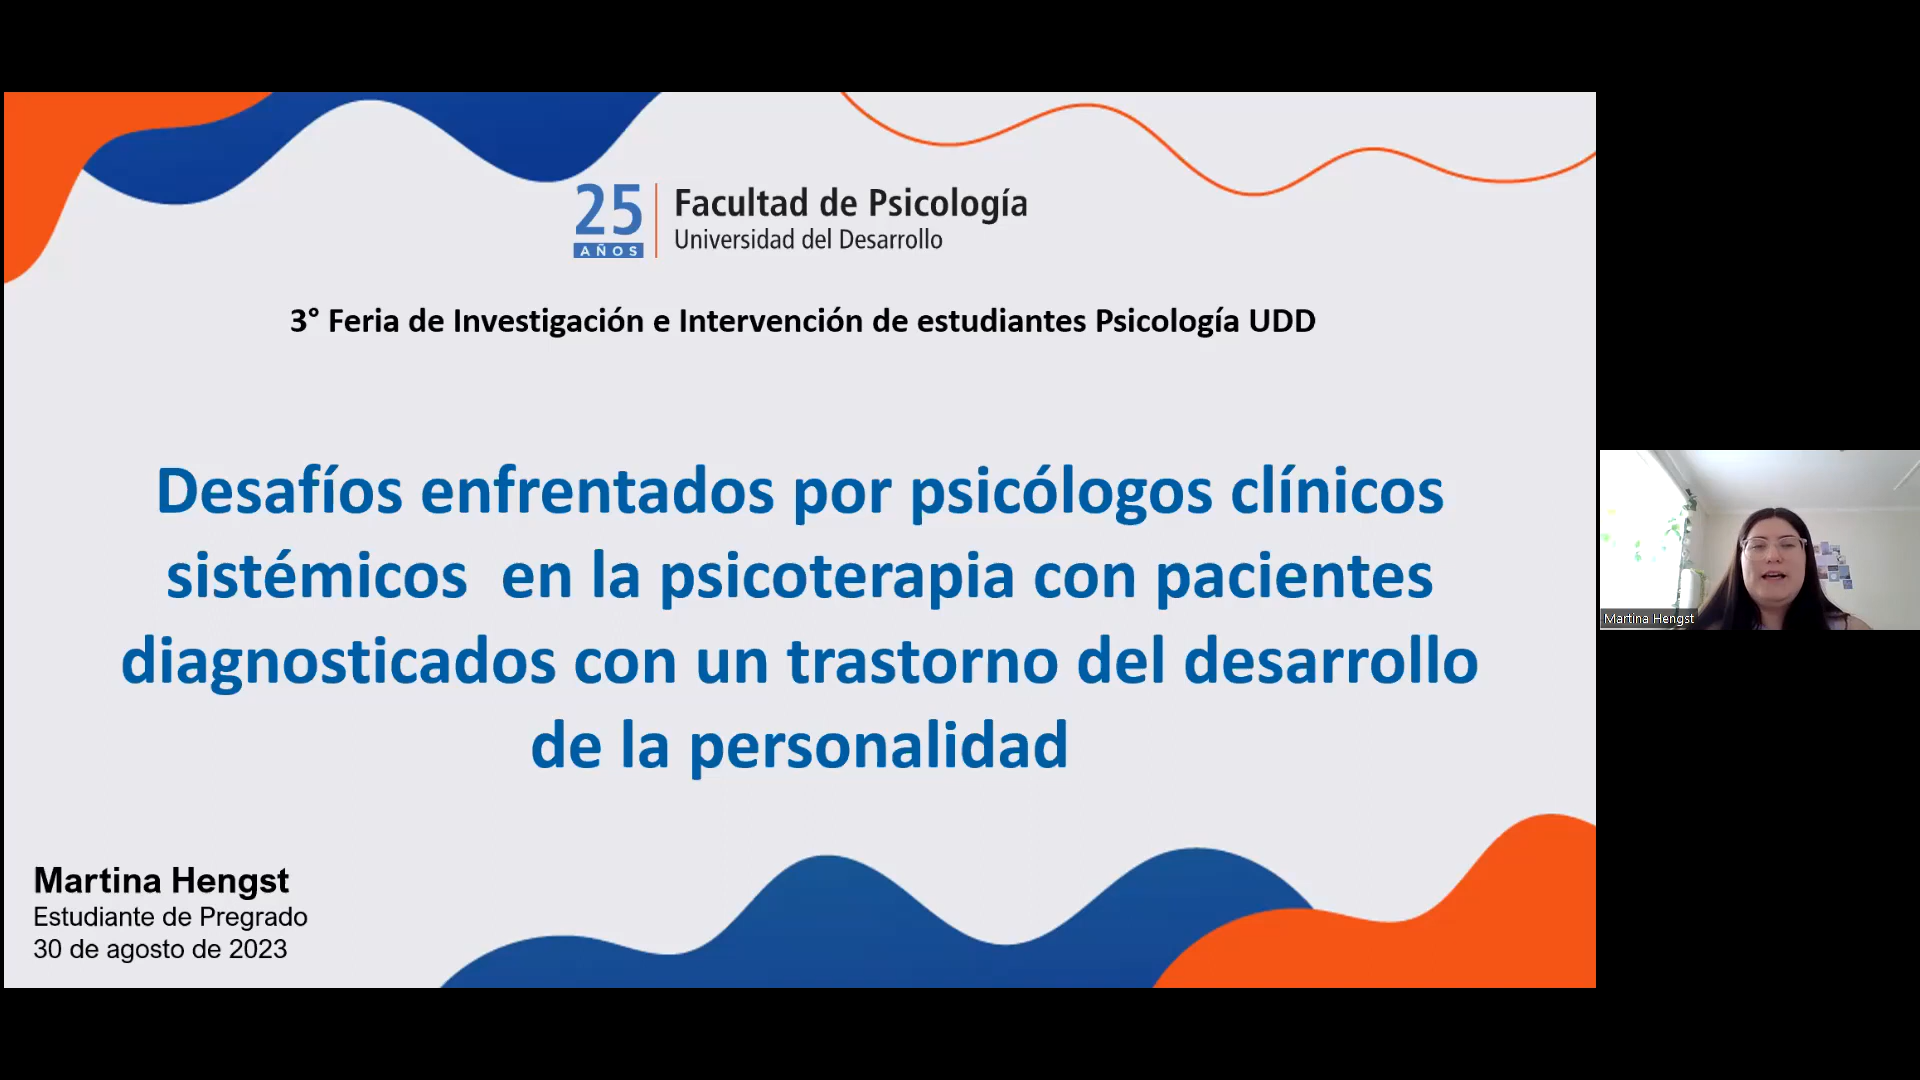 25
AÑOS
Facultad de Psicología
Universidad del Desarrollo
3° Feria de Investigación e Intervención de estudiantes Psicología UDD
Desafíos enfrentados por psicólogos clínicos
sistémicos en la psicoterapia con pacientes
diagnosticados con un trastorno del desarrollo
de la personalidad
Martina Hengst
Estudiante de Pregrado
30 de agosto de 2023
Martina Hengst